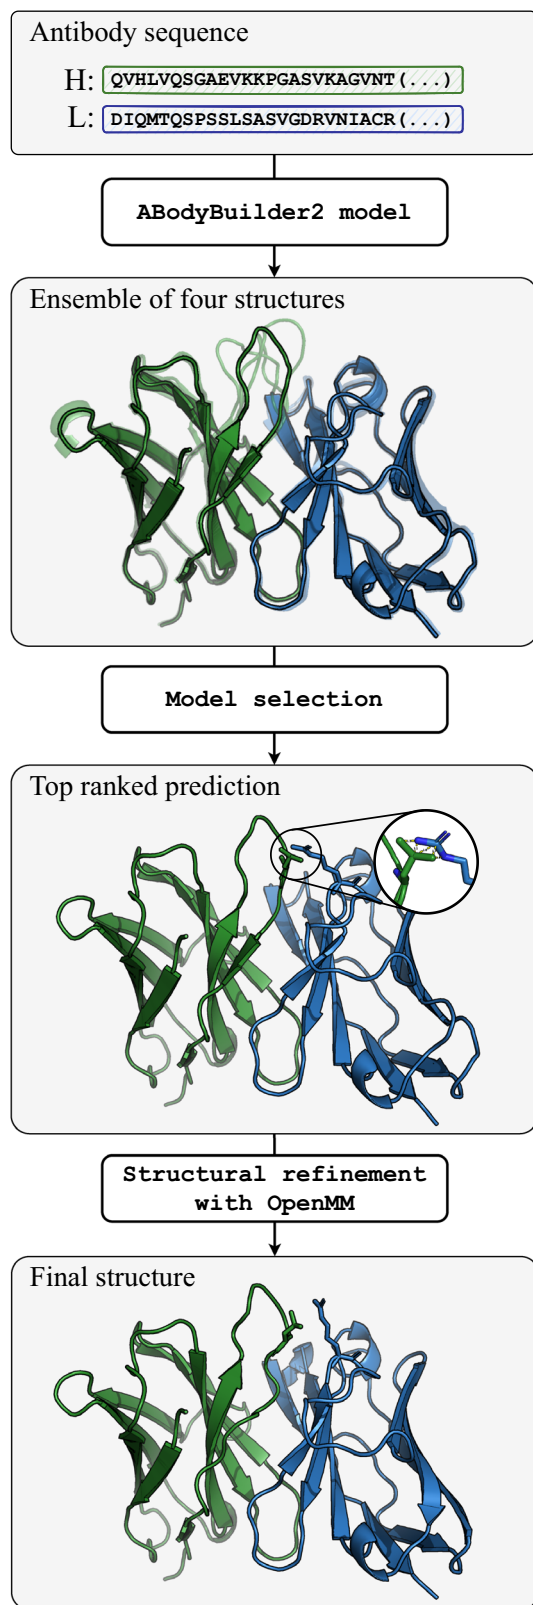 Antibody sequence
H: QVHLVQSGAEVKKPGASVKAGVNT(...)
L: DIQMTQSPSSLSASVGDRVNIACR(...)
ABodyBuilder2 model
Ensemble of four structures
Model selection
Top ranked prediction
Structural refinement
with OpenMM
Final structure